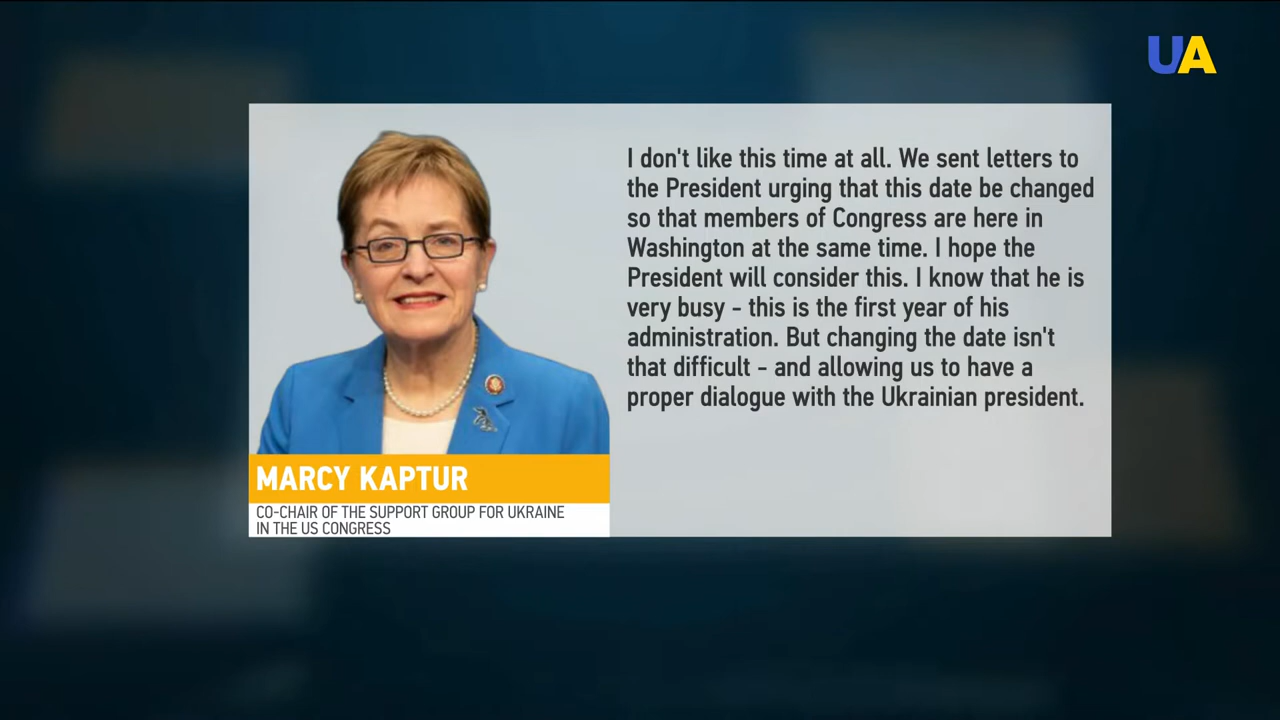 UA
I don't like this time at all. We sent letters to
the President urging that this date be changed
so that members of Congress are here in
Washington at the same time. I hope the
President will consider this. I know that he is
very busy - this is the first year of his
administration. But changing the date isn't
that difficult - and allowing us to have a
proper dialogue with the Ukrainian president.
MARCY KAPTUR
CO-CHAIR OF THE SUPPORT GROUP FOR UKRAINE
IN THE US CONGRESS